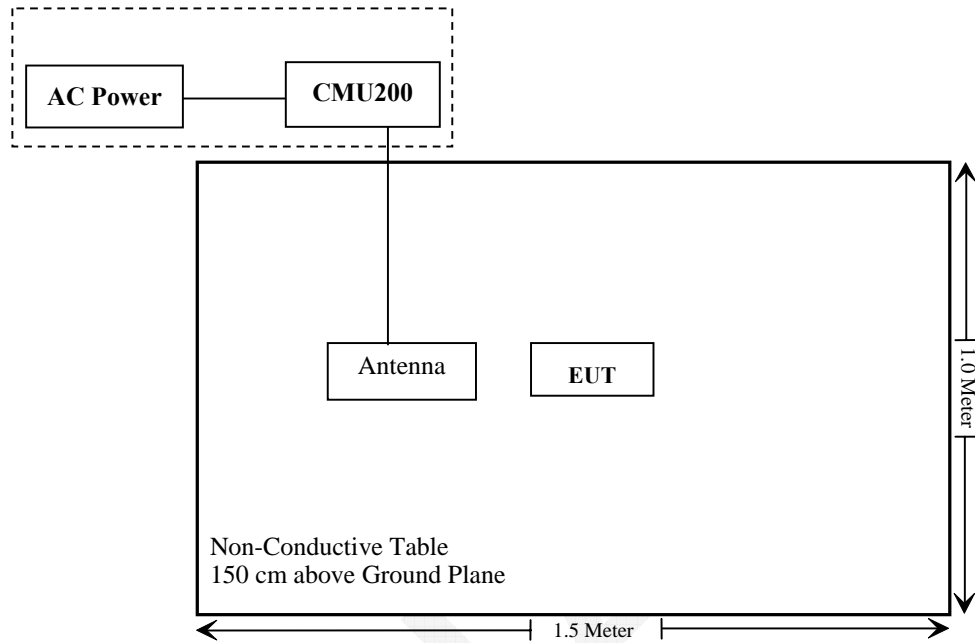 AC Power
CMU200
Antenna
EUT
1.0 Meter
Non-Conductive Table
150 cm above Ground Plane
1.5 Meter